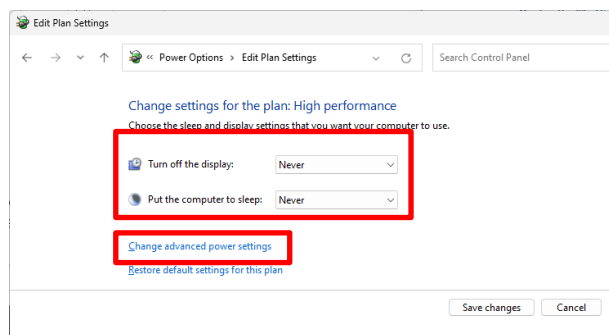 Edit Plan Settings
« Power Options > Edit Plan Settings
Search Control Panel
Change settings for the plan: High performance
Choose the sleep and display settings that you want your computer to use.
Turn off the display: Never
Put the computer to sleep: Never
Change advanced power settings
Restore default settings for this plan
Save changes Cancel